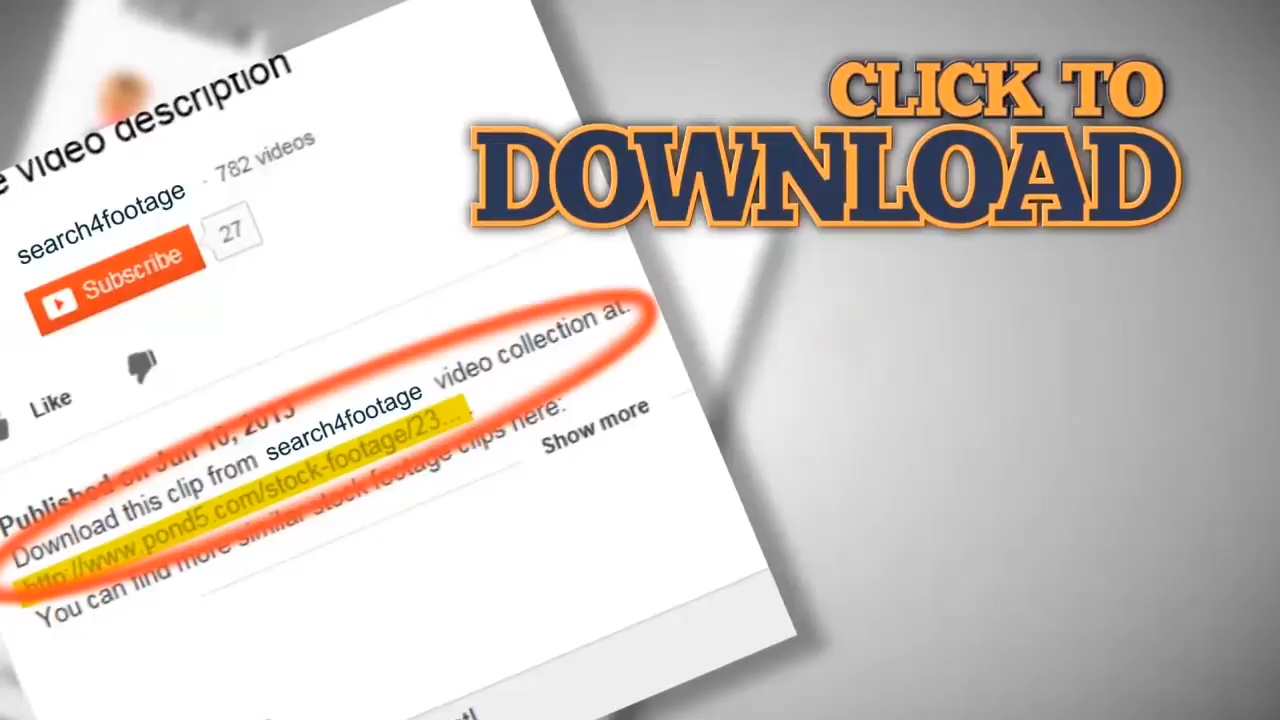 CLICK TO
DOWNLOAD
e video description
search4footage · 782 videos
Subscribe 27
Like
Published on Jun 10, 2013
Download this clip from search4footage video collection at:
http://www.pond5.com/stock-footage/23...
You can find more similar stock footage clips here:
Show more